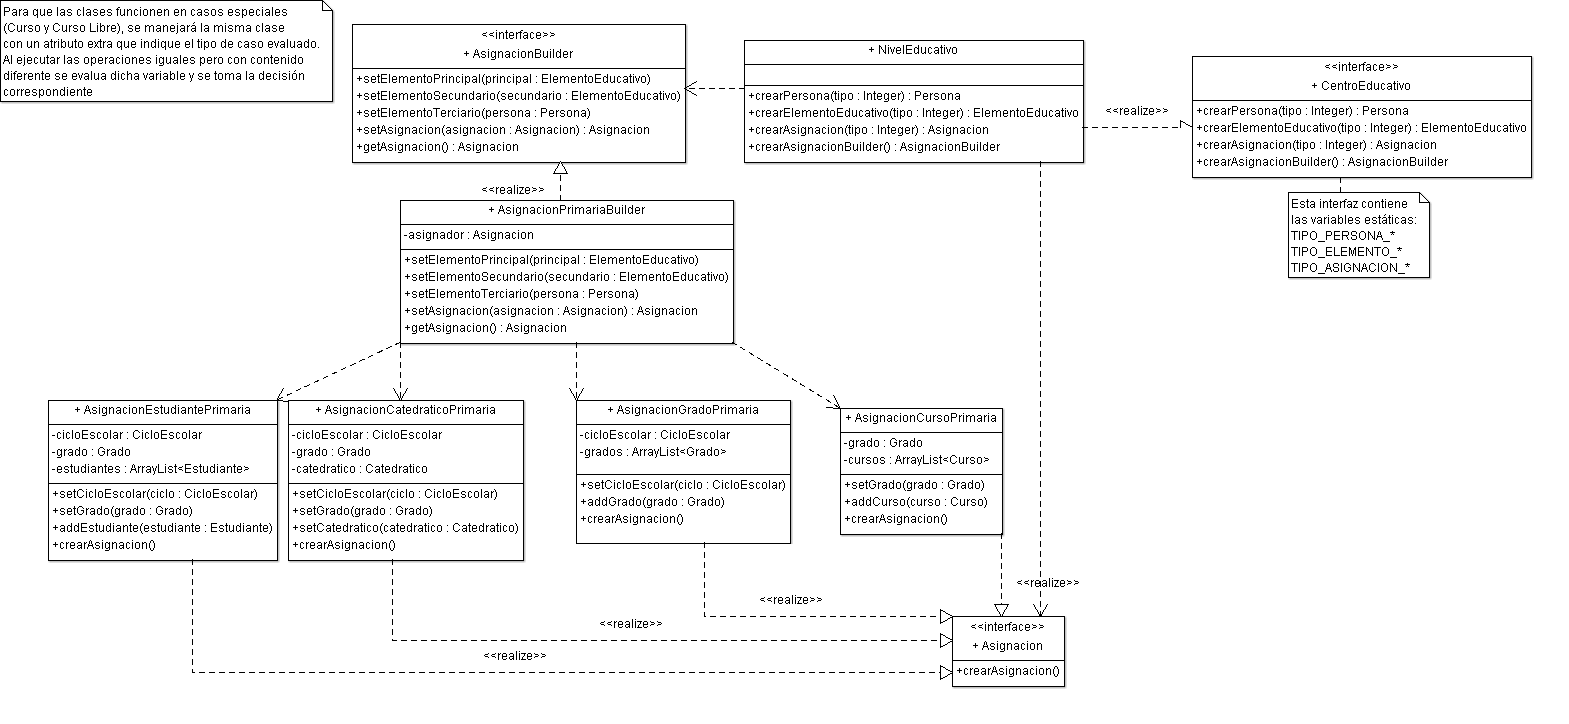 Para que las clases funcionen en casos especiales
(Curso y Curso Libre), se manejará la misma clase
con un atributo extra que indique el tipo de caso evaluado.
Al ejecutar las operaciones iguales pero con contenido
diferente se evalua dicha variable y se toma la decisión
correspondiente
<<interface>>
+ AsignacionBuilder
+setElementoPrincipal(principal : ElementoEducativo)
+setElementoSecundario(secundario : ElementoEducativo)
+setElementoTerciario(persona : Persona)
+setAsignacion(asignacion : Asignacion) : Asignacion
+getAsignacion() : Asignacion
+ NivelEducativo
+crearPersona(tipo : Integer) : Persona
+crearElementoEducativo(tipo : Integer) : ElementoEducativo
+crearAsignacion(tipo : Integer) : Asignacion
+crearAsignacionBuilder() : AsignacionBuilder
<<realize>>
<<interface>>
+ CentroEducativo
+crearPersona(tipo : Integer) : Persona
+crearElementoEducativo(tipo : Integer) : ElementoEducativo
+crearAsignacion(tipo : Integer) : Asignacion
+crearAsignacionBuilder() : AsignacionBuilder
Esta interfaz contiene
las variables estáticas:
TIPO_PERSONA_*
TIPO_ELEMENTO_*
TIPO_ASIGNACION_*
<<realize>>
+ AsignacionPrimariaBuilder
-asignador : Asignacion
+setElementoPrincipal(principal : ElementoEducativo)
+setElementoSecundario(secundario : ElementoEducativo)
+setElementoTerciario(persona : Persona)
+setAsignacion(asignacion : Asignacion) : Asignacion
+getAsignacion() : Asignacion
+ AsignacionEstudiantePrimaria
-cicloEscolar : CicloEscolar
-grado : Grado
-estudiantes : ArrayList<Estudiante>
+setCicloEscolar(ciclo : CicloEscolar)
+setGrado(grado : Grado)
+addEstudiante(estudiante : Estudiante)
+crearAsignacion()
+ AsignacionCatedraticoPrimaria
-cicloEscolar : CicloEscolar
-grado : Grado
-catedratico : Catedratico
+setCicloEscolar(ciclo : CicloEscolar)
+setGrado(grado : Grado)
+setCatedratico(catedratico : Catedratico)
+crearAsignacion()
+ AsignacionGradoPrimaria
-cicloEscolar : CicloEscolar
-grados : ArrayList<Grado>
+setCicloEscolar(ciclo : CicloEscolar)
+addGrado(grado : Grado)
+crearAsignacion()
+ AsignacionCursoPrimaria
-grado : Grado
-cursos : ArrayList<Curso>
+setGrado(grado : Grado)
+addCurso(curso : Curso)
+crearAsignacion()
<<realize>>
<<realize>>
<<realize>>
<<realize>>
<<interface>>
+ Asignacion
+crearAsignacion()